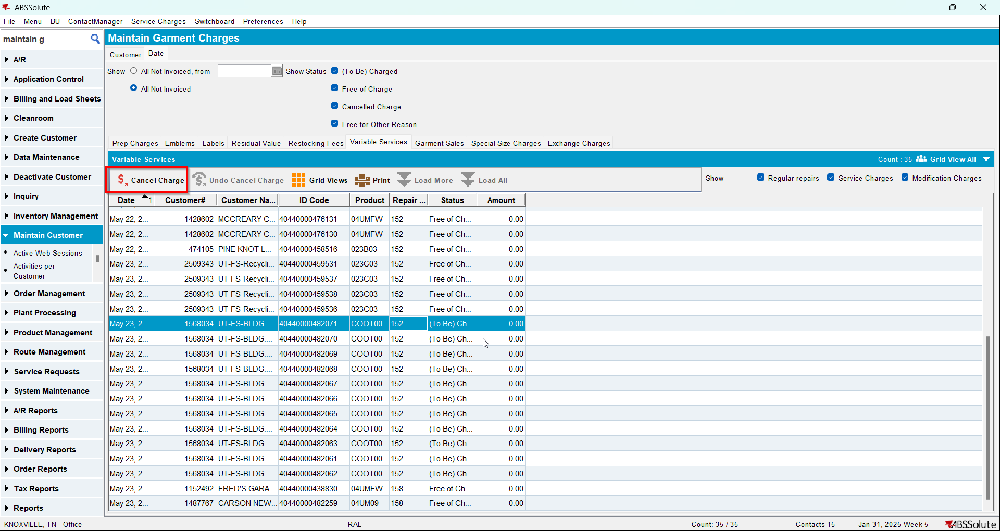 ABSSolute
File Menu BU ContactManager Service Charges Switchboard Preferences Help
maintain g
Maintain Garment Charges
Customer Date
Show All Not Invoiced, from 15 Show Status (To Be) Charged
All Not Invoiced Free of Charge
Cancelled Charge
Free for Other Reason
Prep Charges Emblems Labels Residual Value Restocking Fees Variable Services Garment Sales Special Size Charges Exchange Charges
Variable Services Count : 35 Grid View All
Cancel Charge Undo Cancel Charge Grid Views Print Load More Load All Show Regular repairs Service Charges Modification Charges
Date 1 Customer# Customer Na... ID Code Product Repair ... Status Amount
May 22, 2... 1428602 MCCREARY C... 40440000476131 04UMFW 152 Free of Ch... 0.00
May 22, 2... 1428602 MCCREARY C... 40440000476130 04UMFW 152 Free of Ch... 0.00
May 22, 2... 474105 PINE KNOT L... 40440000458516 023B03 152 Free of Ch... 0.00
May 23, 2... 2509343 UT-FS-Recycli... 40440000459531 023C03 152 Free of Ch... 0.00
May 23, 2... 2509343 UT-FS-Recycli... 40440000459537 023C03 152 Free of Ch... 0.00
May 23, 2... 2509343 UT-FS-Recycli... 40440000459538 023C03 152 Free of Ch... 0.00
May 23, 2... 2509343 UT-FS-Recycli... 40440000459536 023C03 152 Free of Ch... 0.00
May 23, 2... 1568034 UT-FS-BLDG.... 40440000482071 COOT00 152 (To Be) Ch... 0.00
May 23, 2... 1568034 UT-FS-BLDG.... 40440000482070 COOT00 152 (To Be) Ch... 0.00
May 23, 2... 1568034 UT-FS-BLDG.... 40440000482069 COOT00 152 (To Be) Ch... 0.00
May 23, 2... 1568034 UT-FS-BLDG.... 40440000482068 COOT00 152 (To Be) Ch... 0.00
May 23, 2... 1568034 UT-FS-BLDG.... 40440000482067 COOT00 152 (To Be) Ch... 0.00
May 23, 2... 1568034 UT-FS-BLDG.... 40440000482066 COOT00 152 (To Be) Ch... 0.00
May 23, 2... 1568034 UT-FS-BLDG.... 40440000482065 COOT00 152 (To Be) Ch... 0.00
May 23, 2... 1568034 UT-FS-BLDG.... 40440000482064 COOT00 152 (To Be) Ch... 0.00
May 23, 2... 1568034 UT-FS-BLDG.... 40440000482063 COOT00 152 (To Be) Ch... 0.00
May 23, 2... 1568034 UT-FS-BLDG.... 40440000482061 COOT00 152 (To Be) Ch... 0.00
May 23, 2... 1568034 UT-FS-BLDG.... 40440000482062 COOT00 152 (To Be) Ch... 0.00
May 23, 2... 1152492 FRED'S GARA... 40440000438830 04UMFW 158 Free of Ch... 0.00
May 23, 2... 1487767 CARSON NEW... 40440000482259 04UM09 158 Free of Ch... 0.00
A/R
Application Control
Billing and Load Sheets
Cleanroom
Create Customer
Data Maintenance
Deactivate Customer
Inquiry
Inventory Management
Maintain Customer
Active Web Sessions
Activities per
Customer
Order Management
Plant Processing
Product Management
Route Management
Service Requests
System Maintenance
A/R Reports
Billing Reports
Delivery Reports
Order Reports
Tax Reports
Reports
KNOXVILLE, TN - Office RAL Count: 35 / 35 Contacts 15 Jan 31, 2025 Week 5 ABSSolute